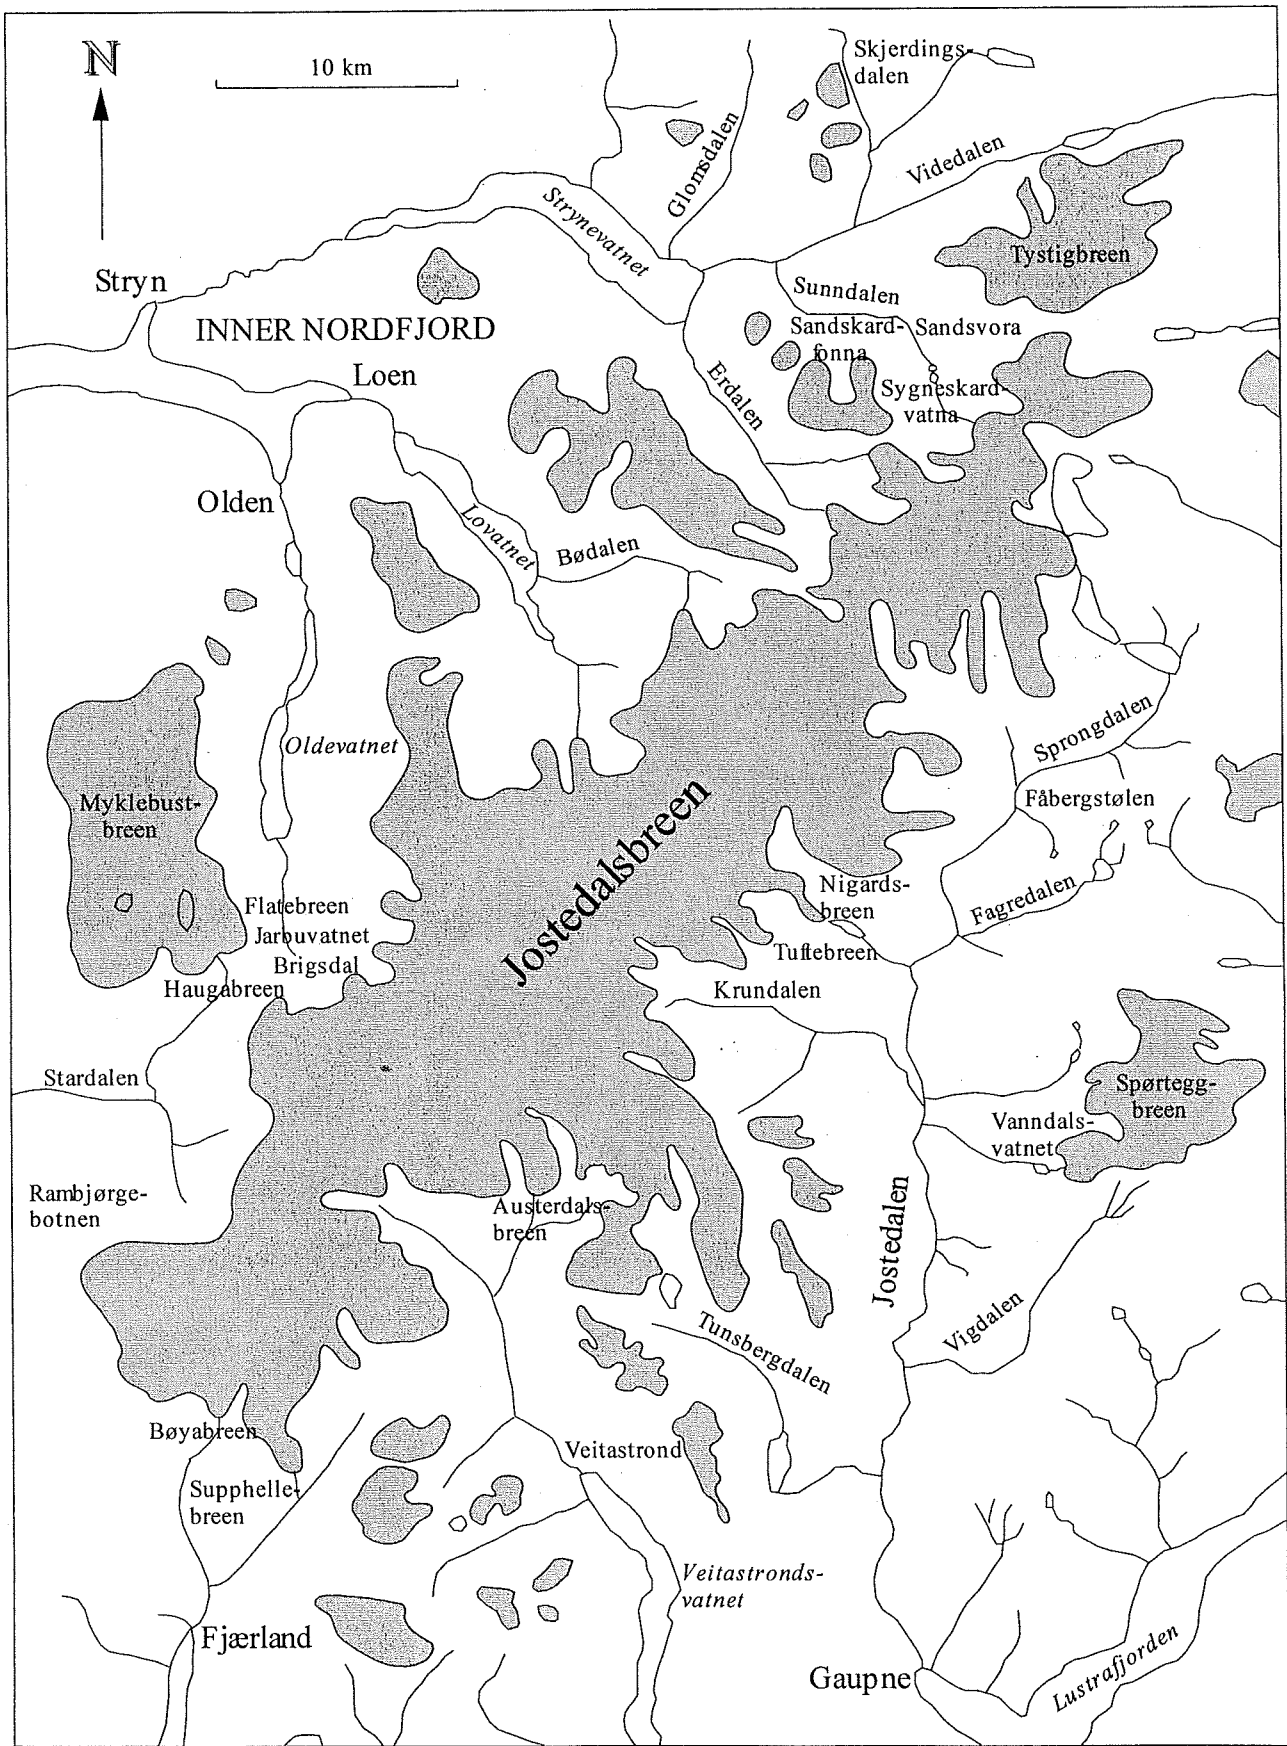 N
10 km
Skjerdings-
dalen
Glomsdalen
Videdalen
Strynevatnet
Tystigbreen
Stryn
Sunndalen
INNER NORDFJORD
Sandskard-
fonna
Sandsvora
Loen
Erdalen
Sygneskard-
vatna
Olden
Lovatnet
Bødalen
Oldevatnet
Sprongdalen
Myklebust-
breen
Jostedalsbreen
Fåbergstølen
Nigards-
breen
Fagredalen
Flatebreen
Jarbuvatnet
Brigsdal
Tuftebreen
Haugabreen
Krundalen
Stardalen
Spørtegg-
breen
Vanndals-
vatnet
Rambjørge-
botnen
Austerdals-
breen
Jostedalen
Vigdalen
Tunsbergdalen
Bøyabreen
Veitastrond
Supphelle-
breen
Veitastronds-
vatnet
Fjærland
Gaupne
Lustrafjorden